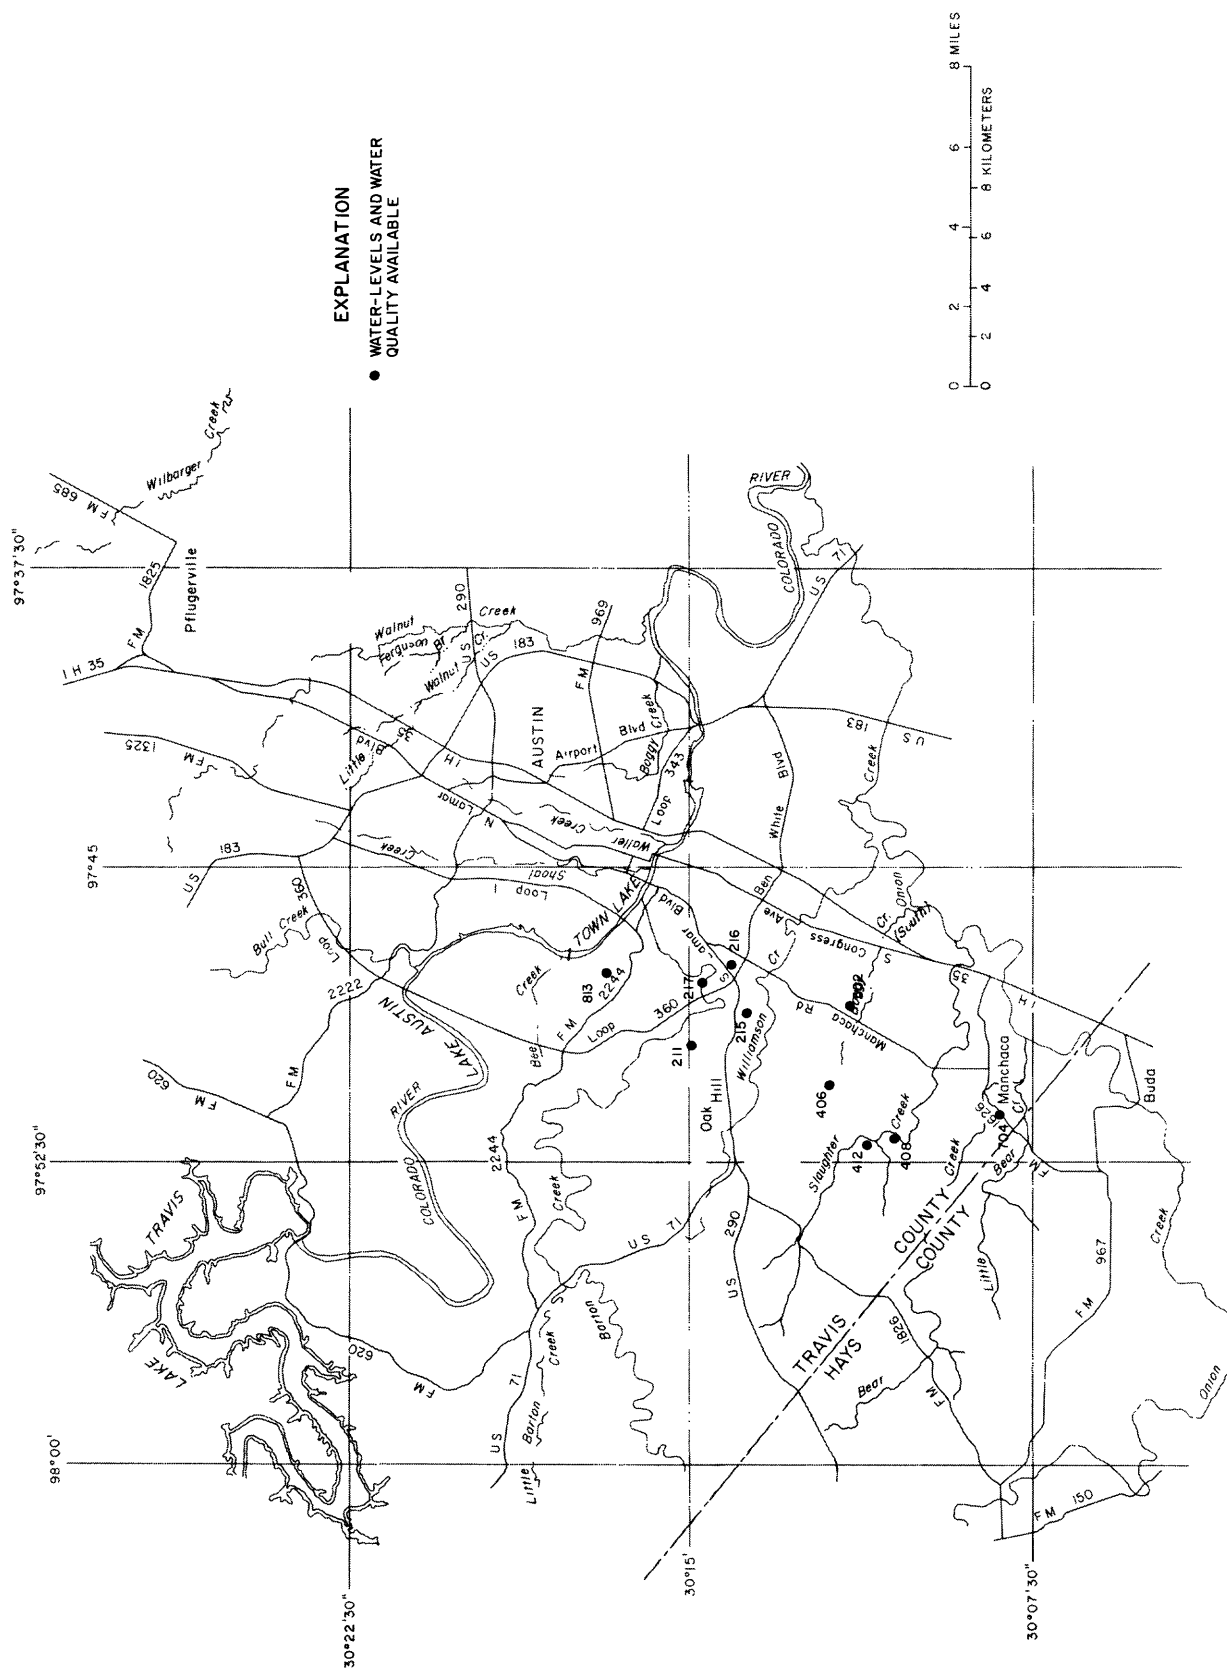 EXPLANATION
WATER-LEVELS AND WATER
QUALITY AVAILABLE
0 2 4 6 8 MILES
0 2 4 6 8 KILOMETERS
98°00'
97°52'30"
97°45
97°37'30"
30°22'30"
30°15'
30°07'30"
LAKE
TRAVIS
FM
620
FM
620
US
71
Little
Barton
Creek
Barton
Creek
FM
2244
US
71
COLORADO
RIVER
LAKE AUSTIN
FM
2222
Loop
360
Bull Creek
US
183
FM
1325
IH 35
FM
1825
Pflugerville
FM
685
Wilbarger
Creek
Walnut
Creek
Ferguson
Br
Little
Walnut
Cr.
US
290
US
183
FM
969
Blvd
35
IH
N
Lamar
AUSTIN
Airport
Blvd
Boggy
Creek
Loop
343
Shoal
Creek
Loop 1
Waller
Creek
TOWN LAKE
Bee
Creek
FM
2244
813
Loop
360
S
Lamar
Blvd
217
216
215
211
Oak
Hill
Williamson
Cr
Ben
White
Blvd
S
Congress
Ave
Manchaca
Rd
COLORADO
RIVER
US
71
US
183
Onion
Creek
Cr.
(South)
Boggy
406
412
408
Slaughter
Creek
IH
35
Manchaca
704
Bear
Creek
Cr
FM
1626
Little
Bear
US
290
TRAVIS
COUNTY
HAYS
COUNTY
FM
1826
FM
967
Buda
FM
150
Onion
Creek